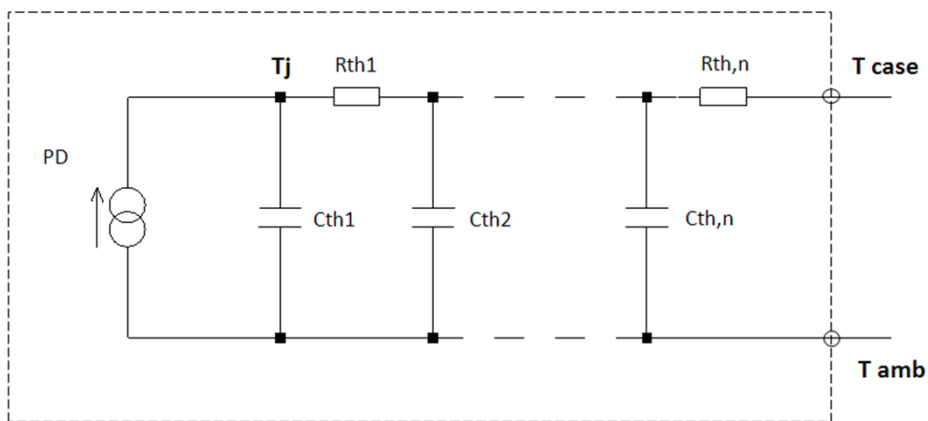 Tj
Rth1
Rth,n
T case
PD
Cth1
Cth2
Cth,n
T amb